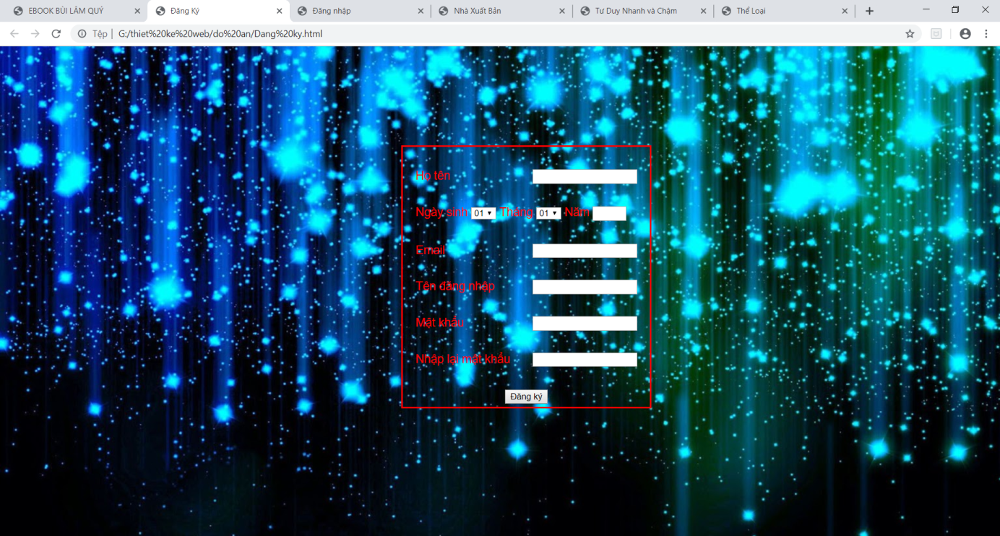 EBOOK BÙI LÂM QUÝ
Đăng Ký
Đăng nhập
Nhà Xuất Bản
Tư Duy Nhanh và Chậm
Thể Loại
Tệp | G:/thiet%20ke%20web/do%20an/Dang%20ky.html
Họ tên
Ngày sinh 01 Tháng 01 Năm
Email
Tên đăng nhập
Mật khẩu
Nhập lại mật khẩu
Đăng ký